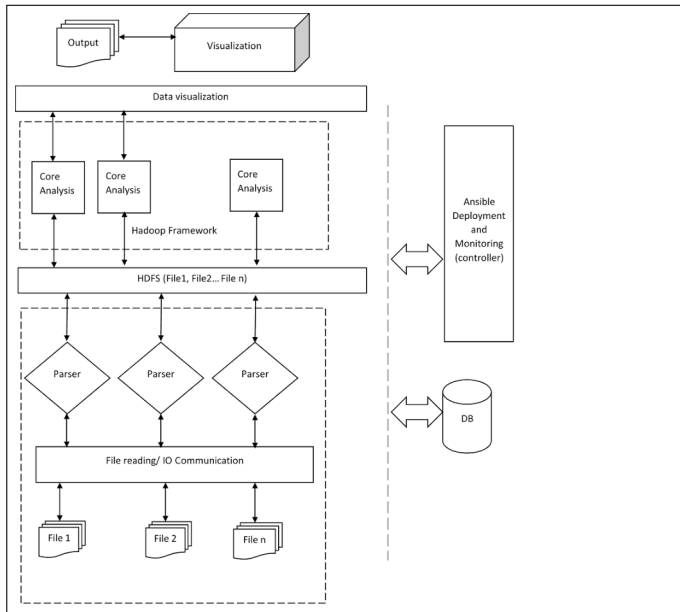 Output
Visualization
Data visualization
Core
Analysis
Core
Analysis
Core
Analysis
Hadoop Framework
Ansible
Deployment
and
Monitoring
(controller)
HDFS (File1, File2... File n)
Parser
Parser
Parser
DB
File reading/ IO Communication
File 1
File 2
File n